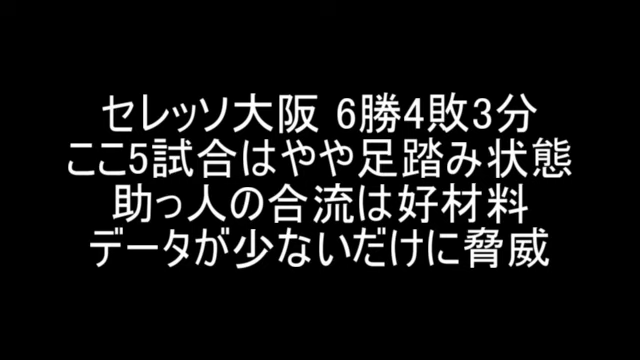 セレッソ大阪 6勝4敗3分
ここ5試合はやや足踏み状態
助っ人の合流は好材料
データが少ないだけに脅威